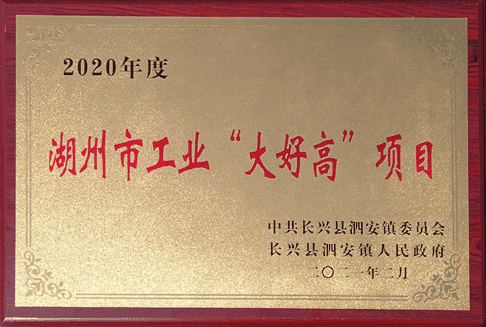 2020年度
湖州市工业“大好高”项目
中共长兴县泗安镇委员会
长兴县泗安镇人民政府
二〇二一年二月